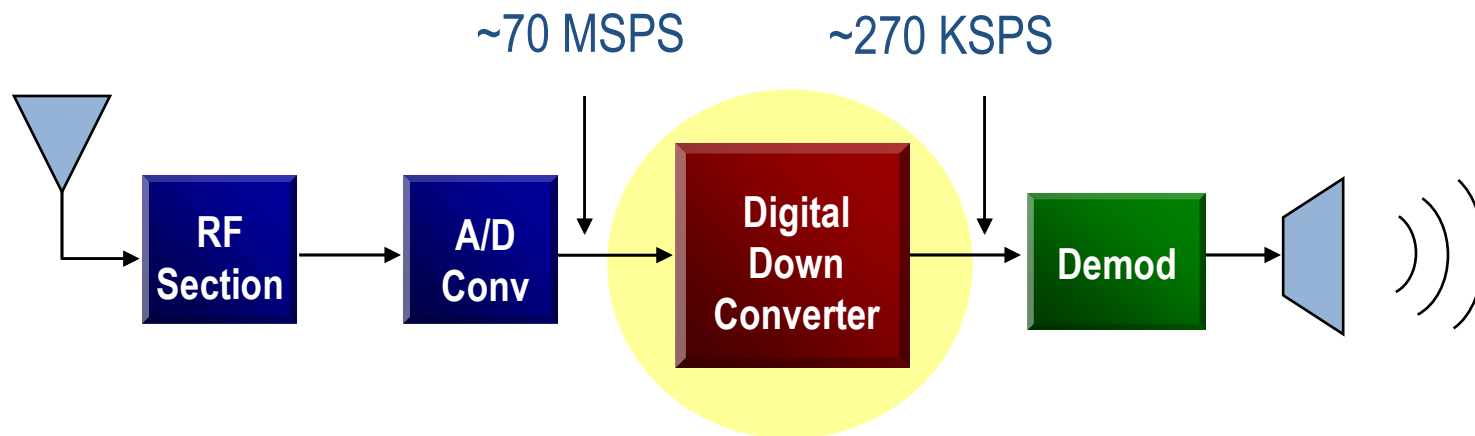 ~70 MSPS
~270 KSPS
RF
Section
A/D
Conv
Digital
Down
Converter
Demod